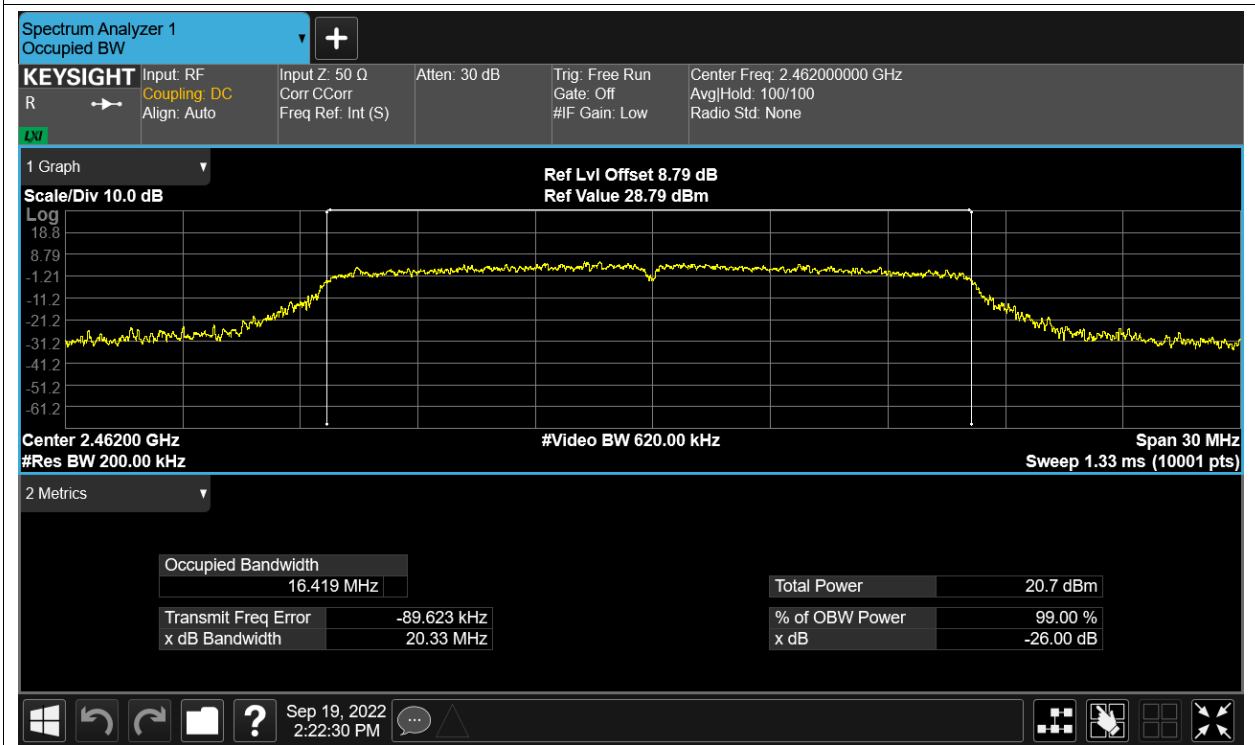 Spectrum Analyzer 1
Occupied BW
+
KEYSIGHT Input: RF Input Z: 50 Ω Atten: 30 dB Trig: Free Run Center Freq: 2.462000000 GHz
R Coupling: DC Corr CCorr Gate: Off Avg|Hold: 100/100
Align: Auto Freq Ref: Int (S) #IF Gain: Low Radio Std: None
LXI
1 Graph
Ref Lvl Offset 8.79 dB
Scale/Div 10.0 dB Ref Value 28.79 dBm
Log
18.8
8.79
-1.21
-11.2
-21.2
-31.2
-41.2
-51.2
-61.2
Center 2.46200 GHz #Video BW 620.00 kHz Span 30 MHz
#Res BW 200.00 kHz Sweep 1.33 ms (10001 pts)
2 Metrics
Occupied Bandwidth
16.419 MHz Total Power 20.7 dBm
Transmit Freq Error -89.623 kHz % of OBW Power 99.00 %
x dB Bandwidth 20.33 MHz x dB -26.00 dB
? Sep 19, 2022
2:22:30 PM